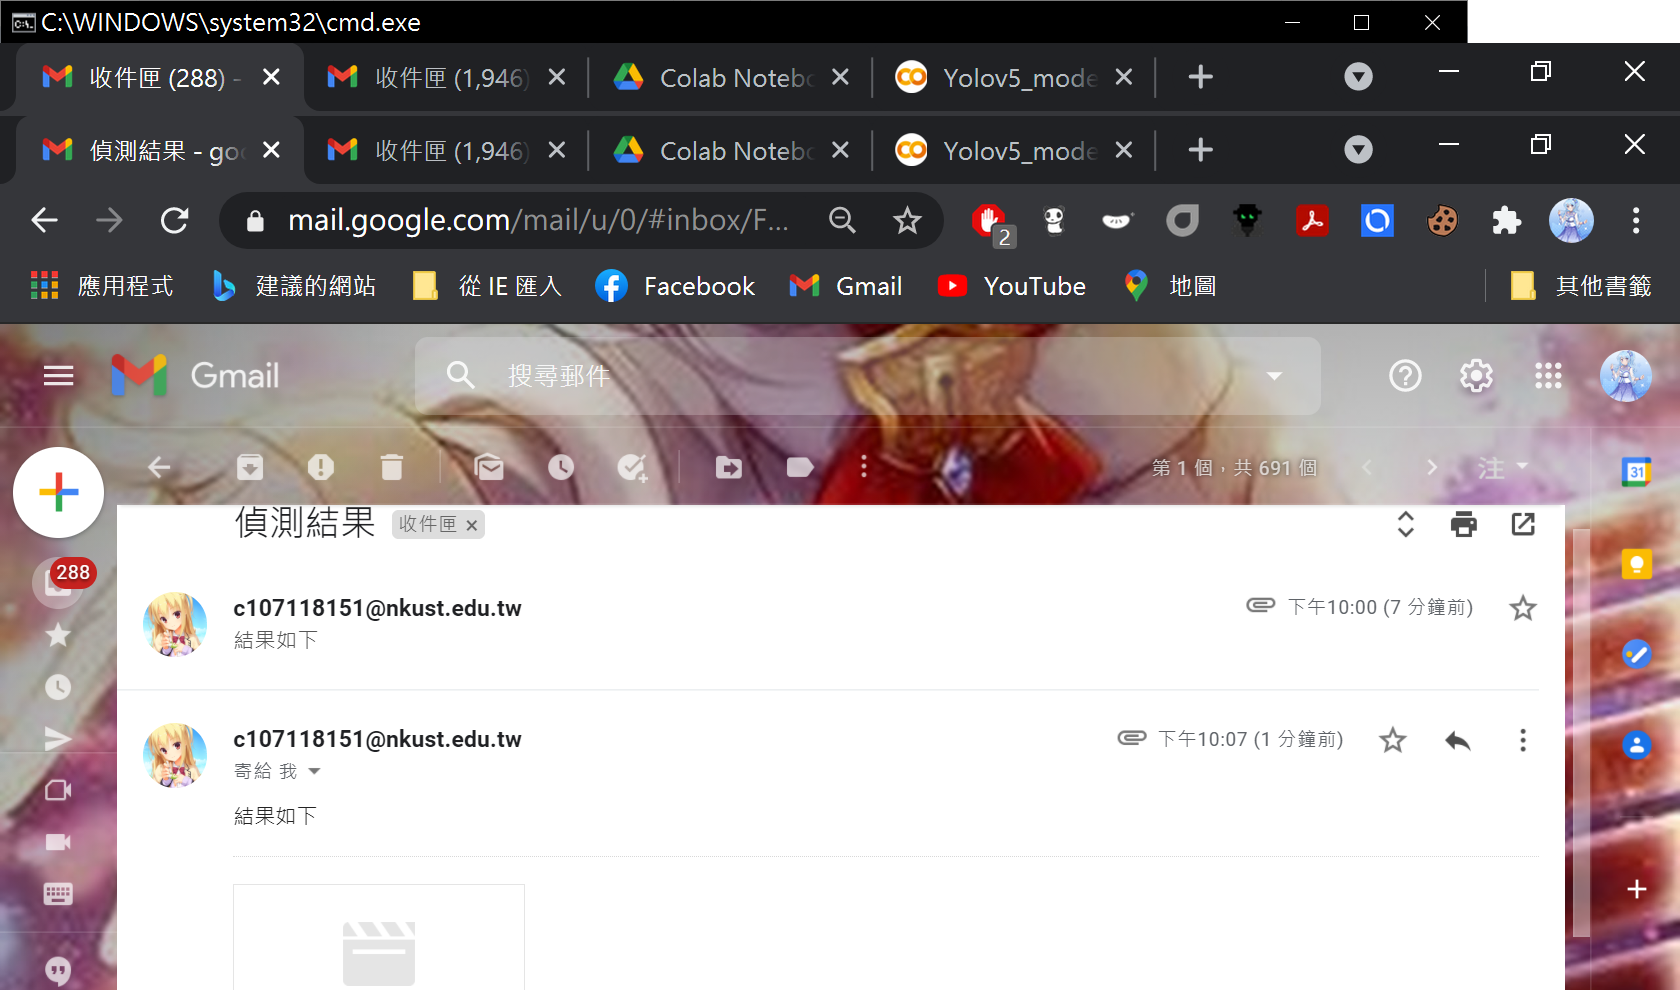 C:\WINDOWS\system32\cmd.exe
收件匣 (288) - 收件匣 (1,946) Colab Notebo Yolov5_mode
偵測結果 - goo 收件匣 (1,946) Colab Notebo Yolov5_mode
mail.google.com/mail/u/0/#inbox/F... 2
應用程式 建議的網站 從 IE 匯入 Facebook Gmail YouTube 地圖 其他書籤
Gmail 搜尋郵件
第 1 個，共 691 個 注
31
偵測結果 收件匣
288
c107118151@nkust.edu.tw 下午10:00 (7 分鐘前)
結果如下
c107118151@nkust.edu.tw 下午10:07 (1 分鐘前)
寄給 我
結果如下